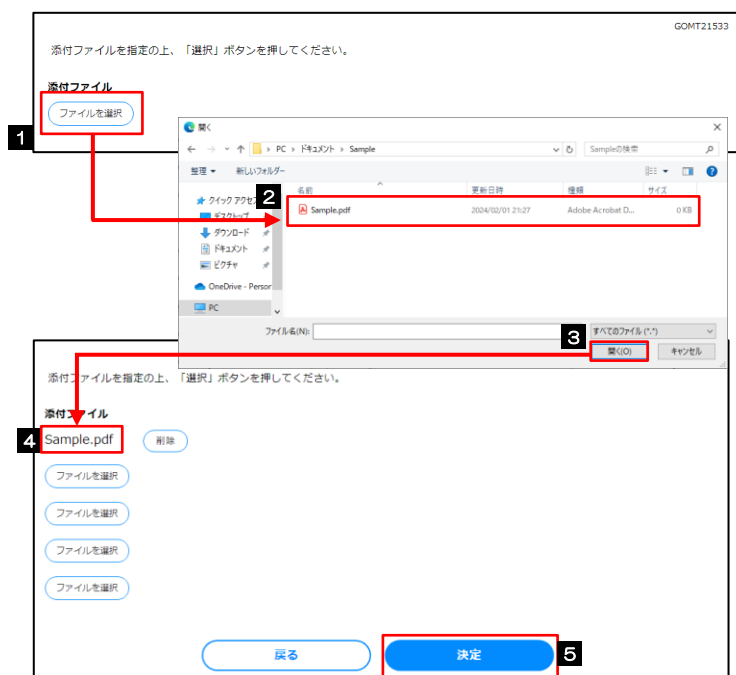 GOMT21533
添付ファイルを指定の上、「選択」ボタンを押してください。
添付ファイル
ファイルを選択
1
開く
PC › ドキュメント › Sample
Sampleの検索
整理 新しいフォルダー
2
名前 更新日時 種類 サイズ
クイック アクセ
Sample.pdf 2024/02/01 21:27 Adobe Acrobat D... 0 KB
デスクトップ
ダウンロード
ドキュメント
ピクチャ
OneDrive - Person
PC
ファイル名(N):
3
すべてのファイル (*.*)
開く(O) キャンセル
添付ファイルを指定の上、「選択」ボタンを押してください。
添付ファイル
4 Sample.pdf 削除
ファイルを選択
ファイルを選択
ファイルを選択
ファイルを選択
戻る 決定 5